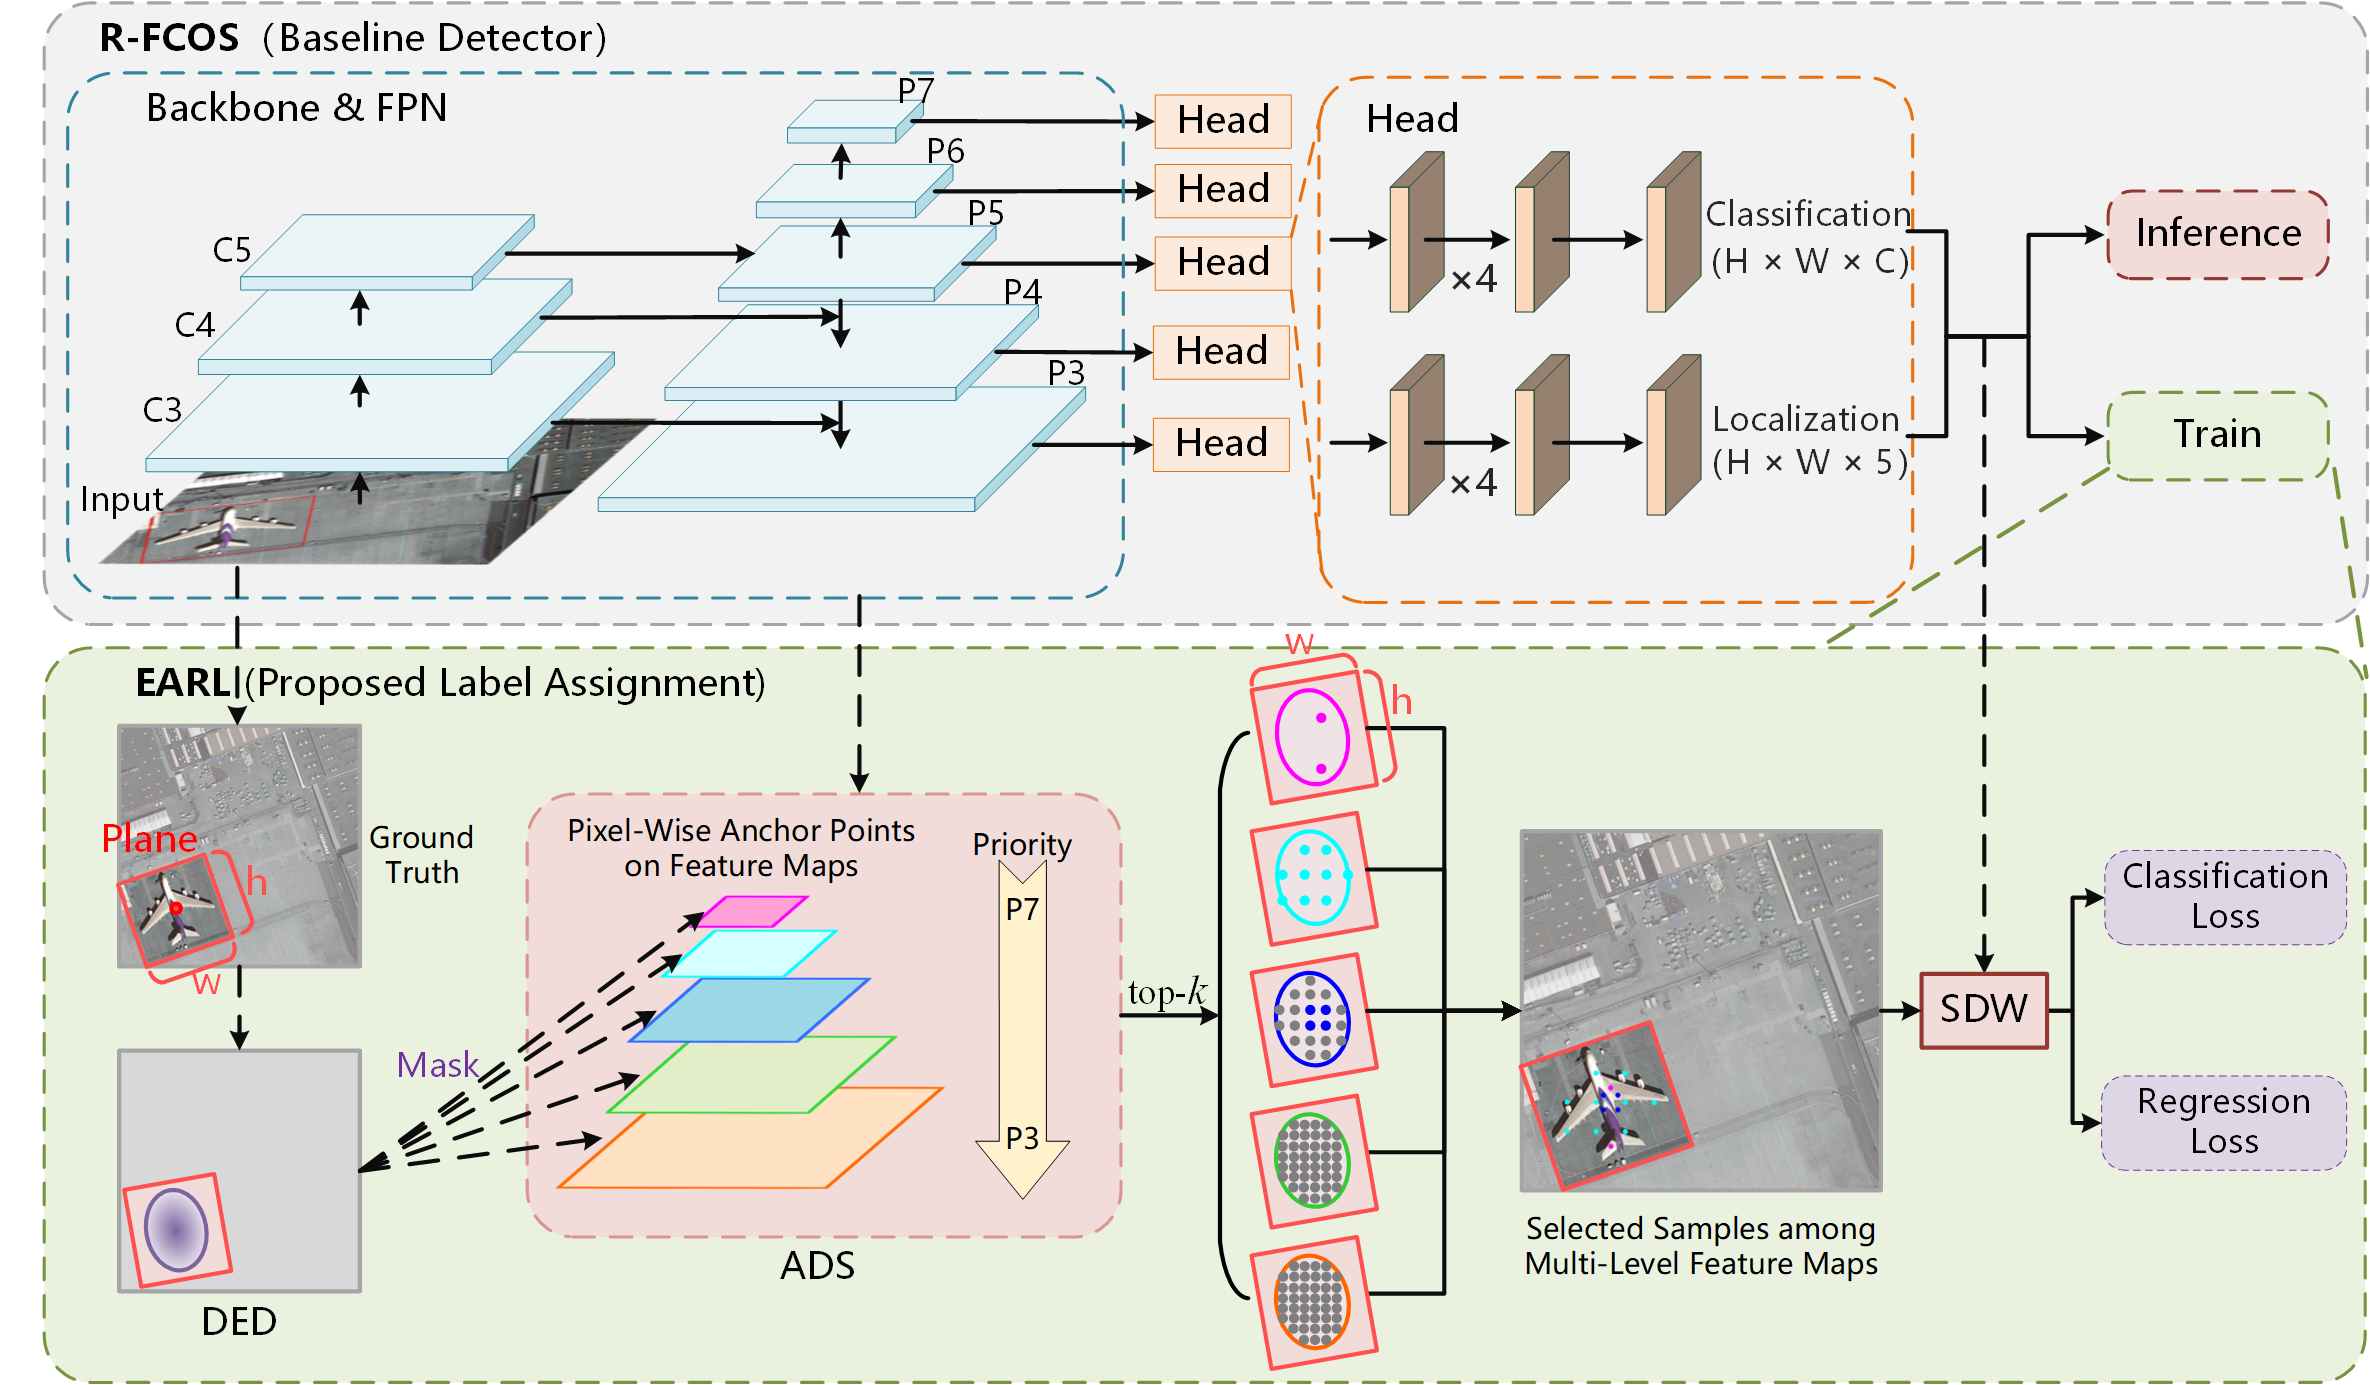 R-FCOS (Baseline Detector)
Backbone & FPN
P7
P6
P5
P4
P3
C5
C4
C3
Input
Head
Head
Head
Head
Head
Head
×4
Classification
(H × W × C)
×4
Localization
(H × W × 5)
Inference
Train
EARL (Proposed Label Assignment)
Plane
h
w
Ground
Truth
DED
Mask
Pixel-Wise Anchor Points
on Feature Maps
Priority
P7
P3
ADS
top-k
w
h
Selected Samples among
Multi-Level Feature Maps
SDW
Classification
Loss
Regression
Loss